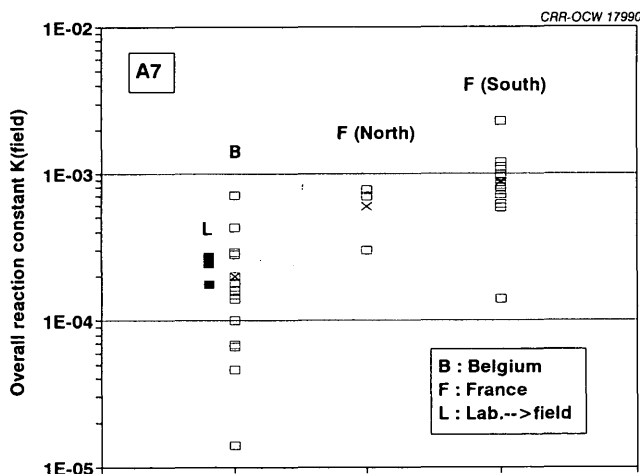 CRR-OCW 17990
1E-02
A7
F (South)
F (North)
B
1E-03
L
1E-04
B : Belgium
F : France
L : Lab.-->field
1E-05
Overall reaction constant K(field)